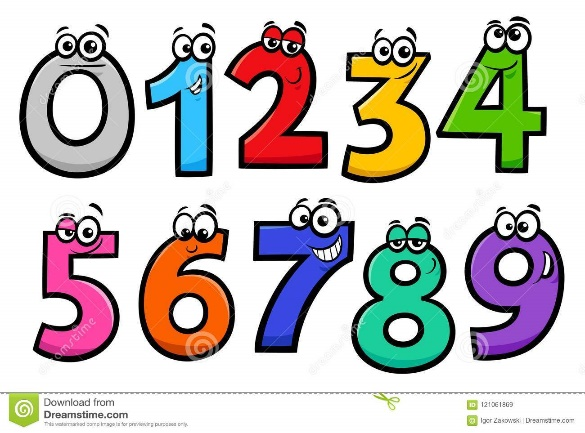 0 1 2 3 4
5 6 7 8 9
Download from
Dreamstime.com
This watermarked comp image is for previewing purposes only.
121061869
Igor Zakowski | Dreamstime.com